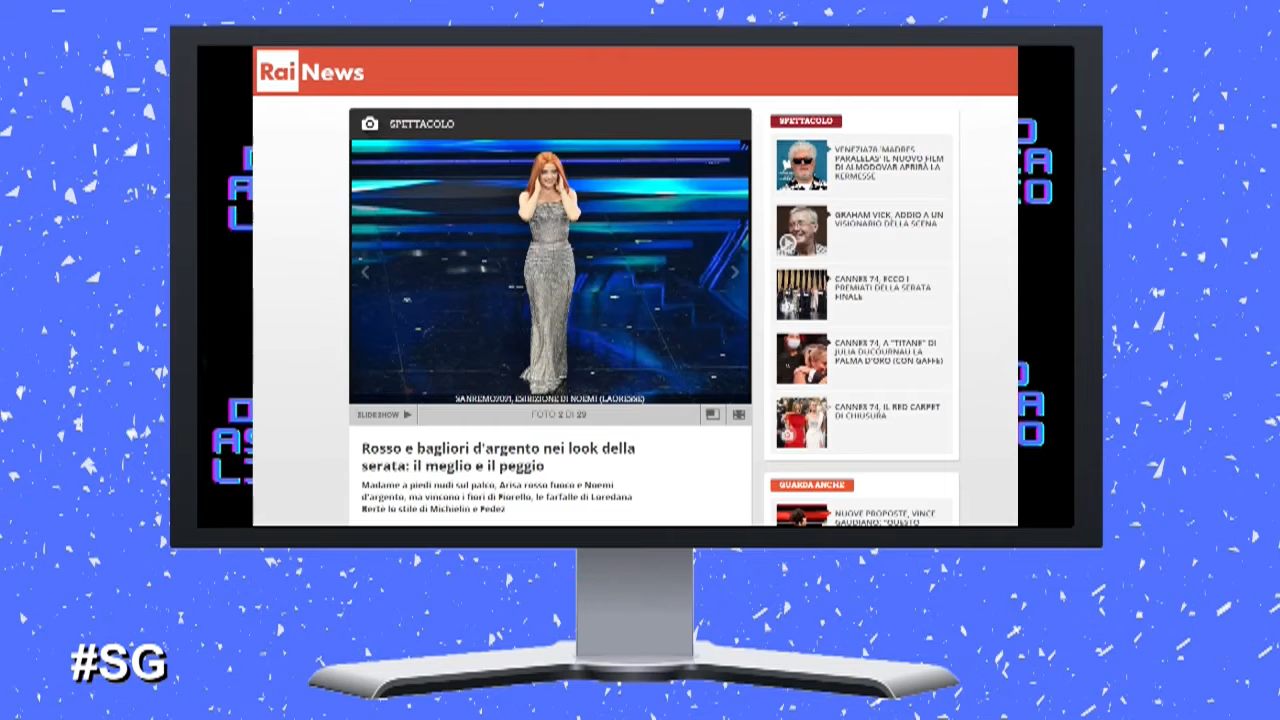 Rai News
SPETTACOLO
SANREMO2021, ESIBIZIONE DI NOEMI (LAPRESSE)
SLIDESHOW
FOTO 2 DI 29
Rosso e bagliori d'argento nei look della
serata: il meglio e il peggio
Madame a piedi nudi sul palco, Arisa rosso fuoco e Noemi
d'argento, ma vincono i fiori di Fiorello, le farfalle di Loredana
Bertè lo stile di Michielin e Fedez
SPETTACOLO
VENEZIA78 'MADRES
PARALELAS' IL NUOVO FILM
DI ALMODOVAR APRIRÀ LA
KERMESSE
GRAHAM VICK, ADDIO A UN
VISIONARIO DELLA SCENA
CANNES 74, ECCO I
PREMIATI DELLA SERATA
FINALE
CANNES 74, A "TITANE" DI
JULIA DUCOURNAU LA
PALMA D'ORO (CON GAFFE)
CANNES 74, IL RED CARPET
DI CHIUSURA
GUARDA ANCHE
NUOVE PROPOSTE, VINCE
GAUDIANO: "QUESTO
#SG